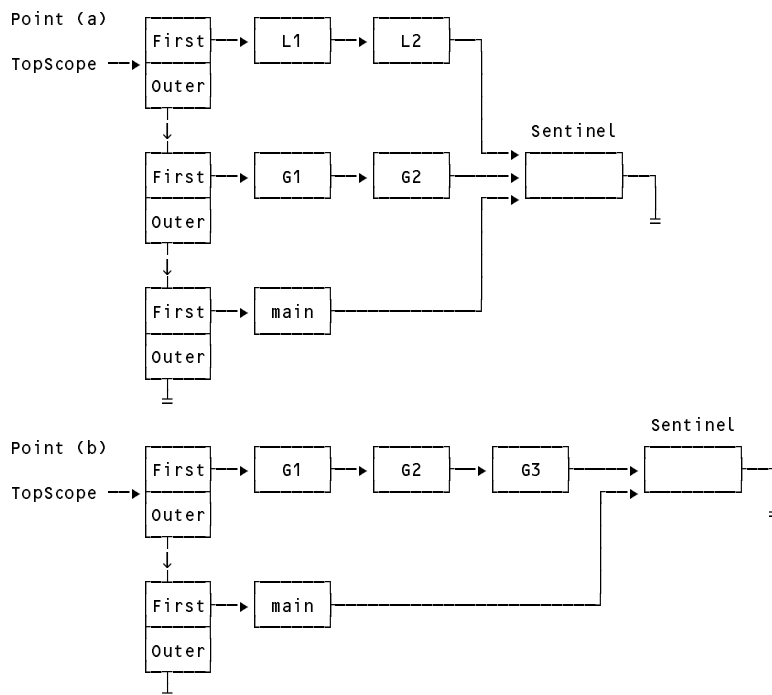 Point (a)
First L1 L2
TopScope
Outer
Sentinel
First G1 G2
Outer
First main
Outer
Sentinel
Point (b)
First G1 G2 G3
TopScope
Outer
First main
Outer